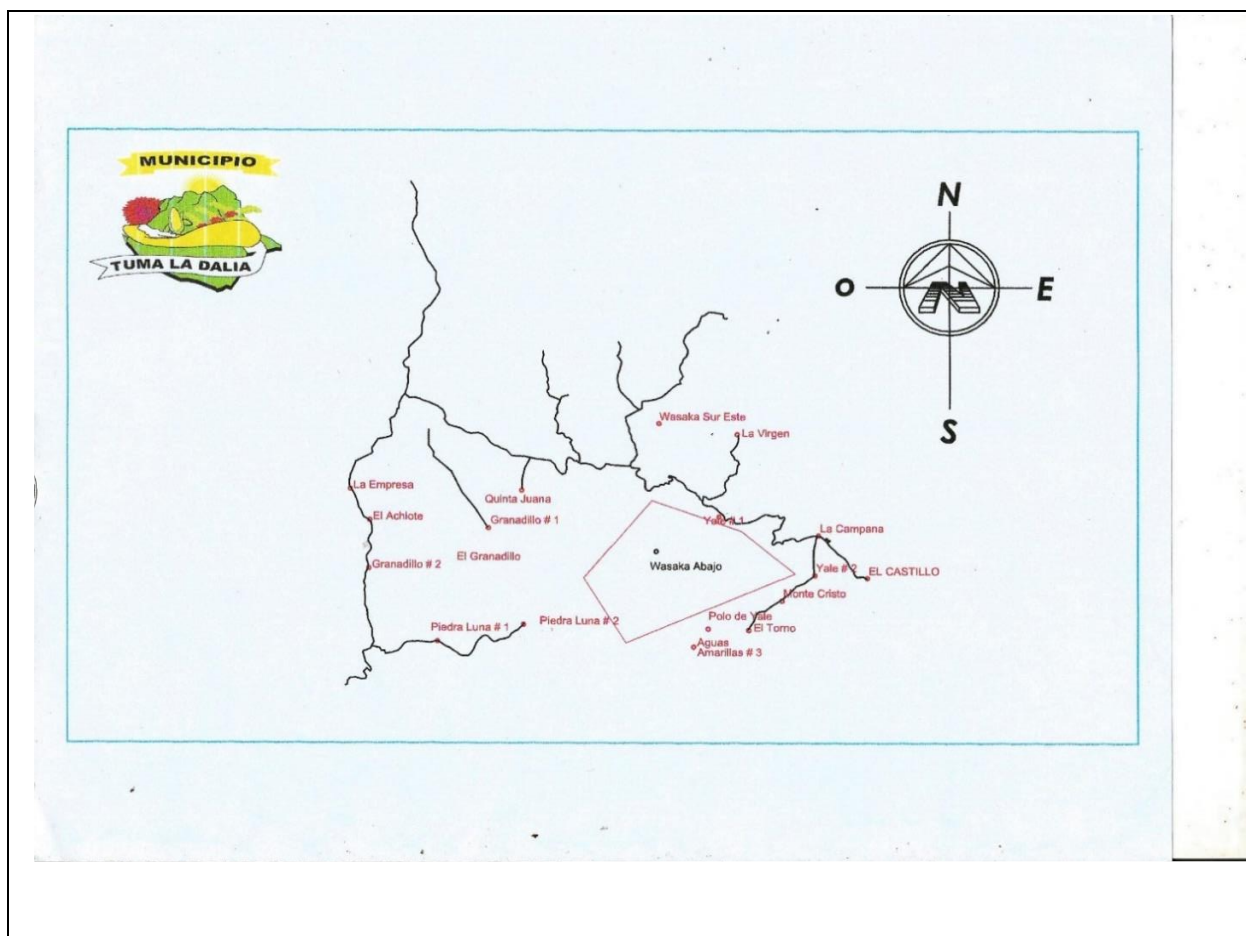 MUNICIPIO
TUMA LA DALIA
N
O
E
S
Wasaka Sur Este
La Virgen
La Empresa
Quinta Juana
El Achiote
Granadillo # 1
Yale # 1
La Campana
El Granadillo
Granadillo # 2
Wasaka Abajo
Yale # 2
EL CASTILLO
Monte Cristo
Polo de Yale
Piedra Luna # 1
Piedra Luna # 2
El Torno
Aguas
Amarillas # 3